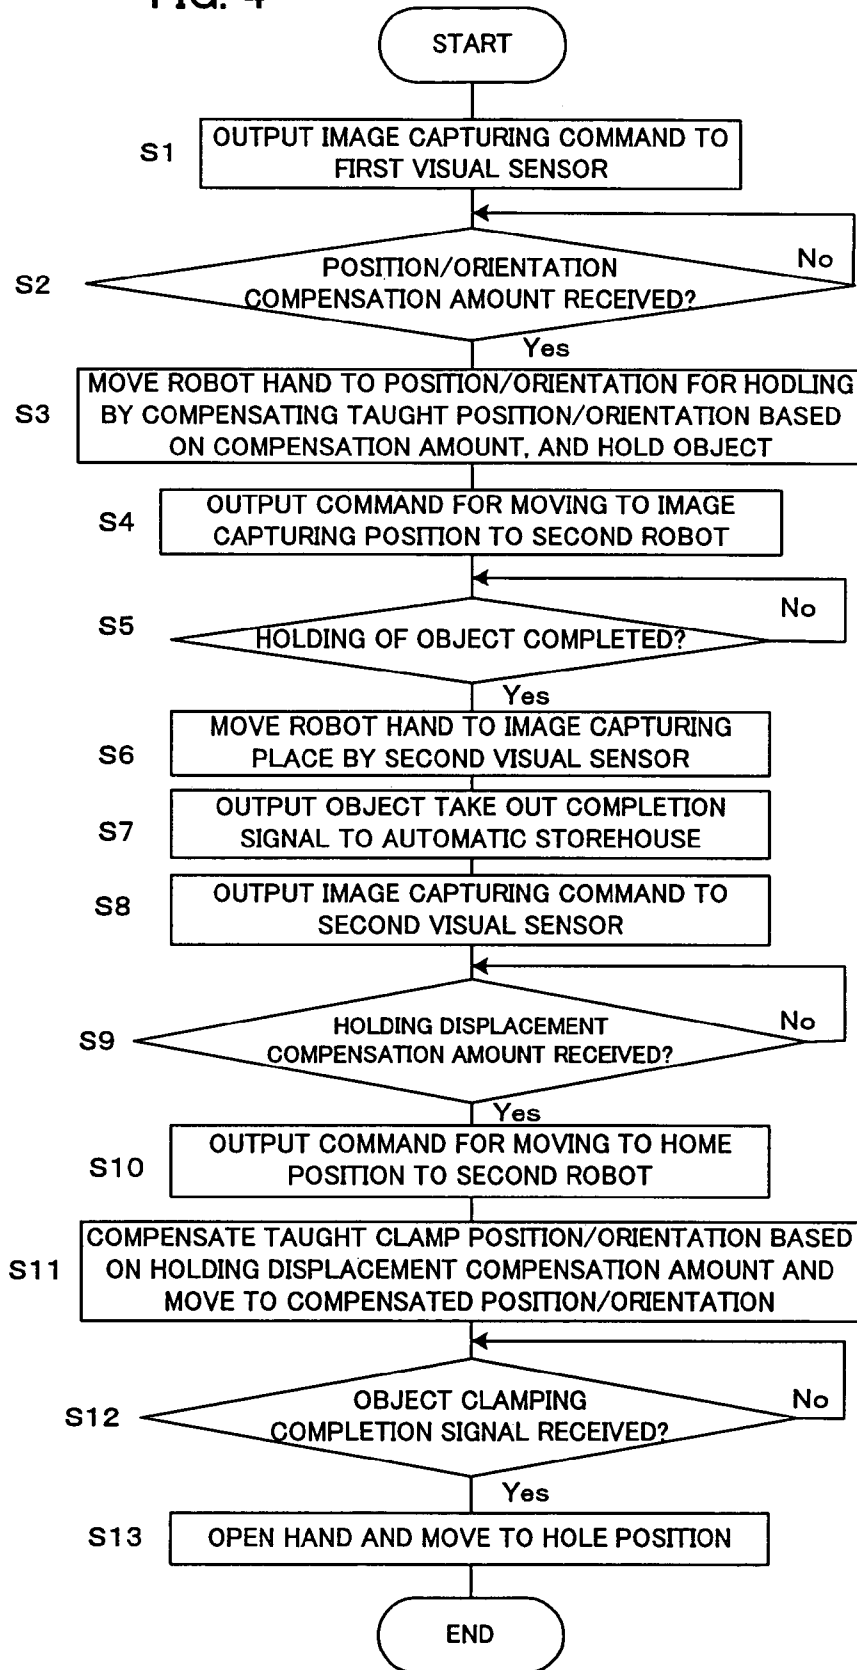 FIG. 4
START
S1
OUTPUT IMAGE CAPTURING COMMAND TO
FIRST VISUAL SENSOR
No
S2
POSITION/ORIENTATION
COMPENSATION AMOUNT RECEIVED?
Yes
S3
MOVE ROBOT HAND TO POSITION/ORIENTATION FOR HODLING
BY COMPENSATING TAUGHT POSITION/ORIENTATION BASED
ON COMPENSATION AMOUNT, AND HOLD OBJECT
S4
OUTPUT COMMAND FOR MOVING TO IMAGE
CAPTURING POSITION TO SECOND ROBOT
No
S5
HOLDING OF OBJECT COMPLETED?
Yes
S6
MOVE ROBOT HAND TO IMAGE CAPTURING
PLACE BY SECOND VISUAL SENSOR
S7
OUTPUT OBJECT TAKE OUT COMPLETION
SIGNAL TO AUTOMATIC STOREHOUSE
S8
OUTPUT IMAGE CAPTURING COMMAND TO
SECOND VISUAL SENSOR
No
S9
HOLDING DISPLACEMENT
COMPENSATION AMOUNT RECEIVED?
Yes
S10
OUTPUT COMMAND FOR MOVING TO HOME
POSITION TO SECOND ROBOT
S11
COMPENSATE TAUGHT CLAMP POSITION/ORIENTATION BASED
ON HOLDING DISPLACEMENT COMPENSATION AMOUNT AND
MOVE TO COMPENSATED POSITION/ORIENTATION
No
S12
OBJECT CLAMPING
COMPLETION SIGNAL RECEIVED?
Yes
S13
OPEN HAND AND MOVE TO HOLE POSITION
END